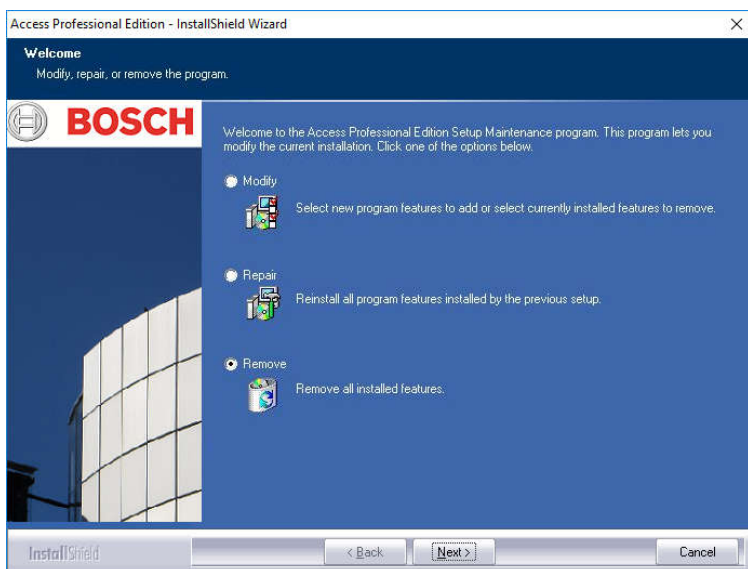 Access Professional Edition - InstallShield Wizard
Welcome
Modify, repair, or remove the program.
BOSCH
Welcome to the Access Professional Edition Setup Maintenance program. This program lets you
modify the current installation. Click one of the options below.
Modify
Select new program features to add or select currently installed features to remove.
Repair
Reinstall all program features installed by the previous setup.
Remove
Remove all installed features.
InstallShield
< Back
Next >
Cancel